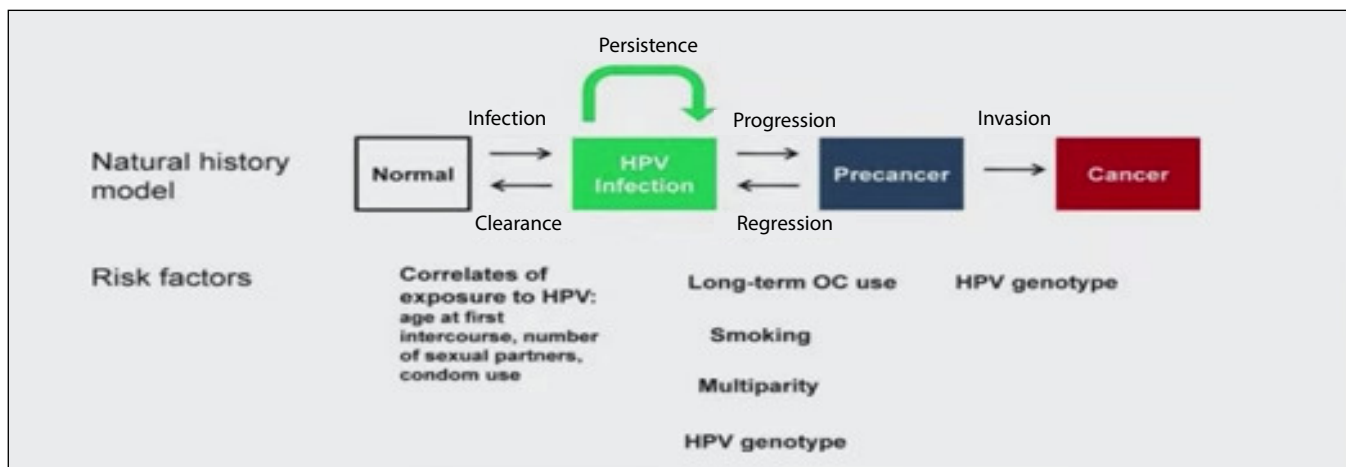 Persistence
Infection
Progression
Invasion
Natural history
model
Normal
HPV
Infection
Precancer
Cancer
Clearance
Regression
Risk factors
Correlates of
exposure to HPV:
age at first
intercourse, number
of sexual partners,
condom use
Long-term OC use
Smoking
Multiparity
HPV genotype
HPV genotype